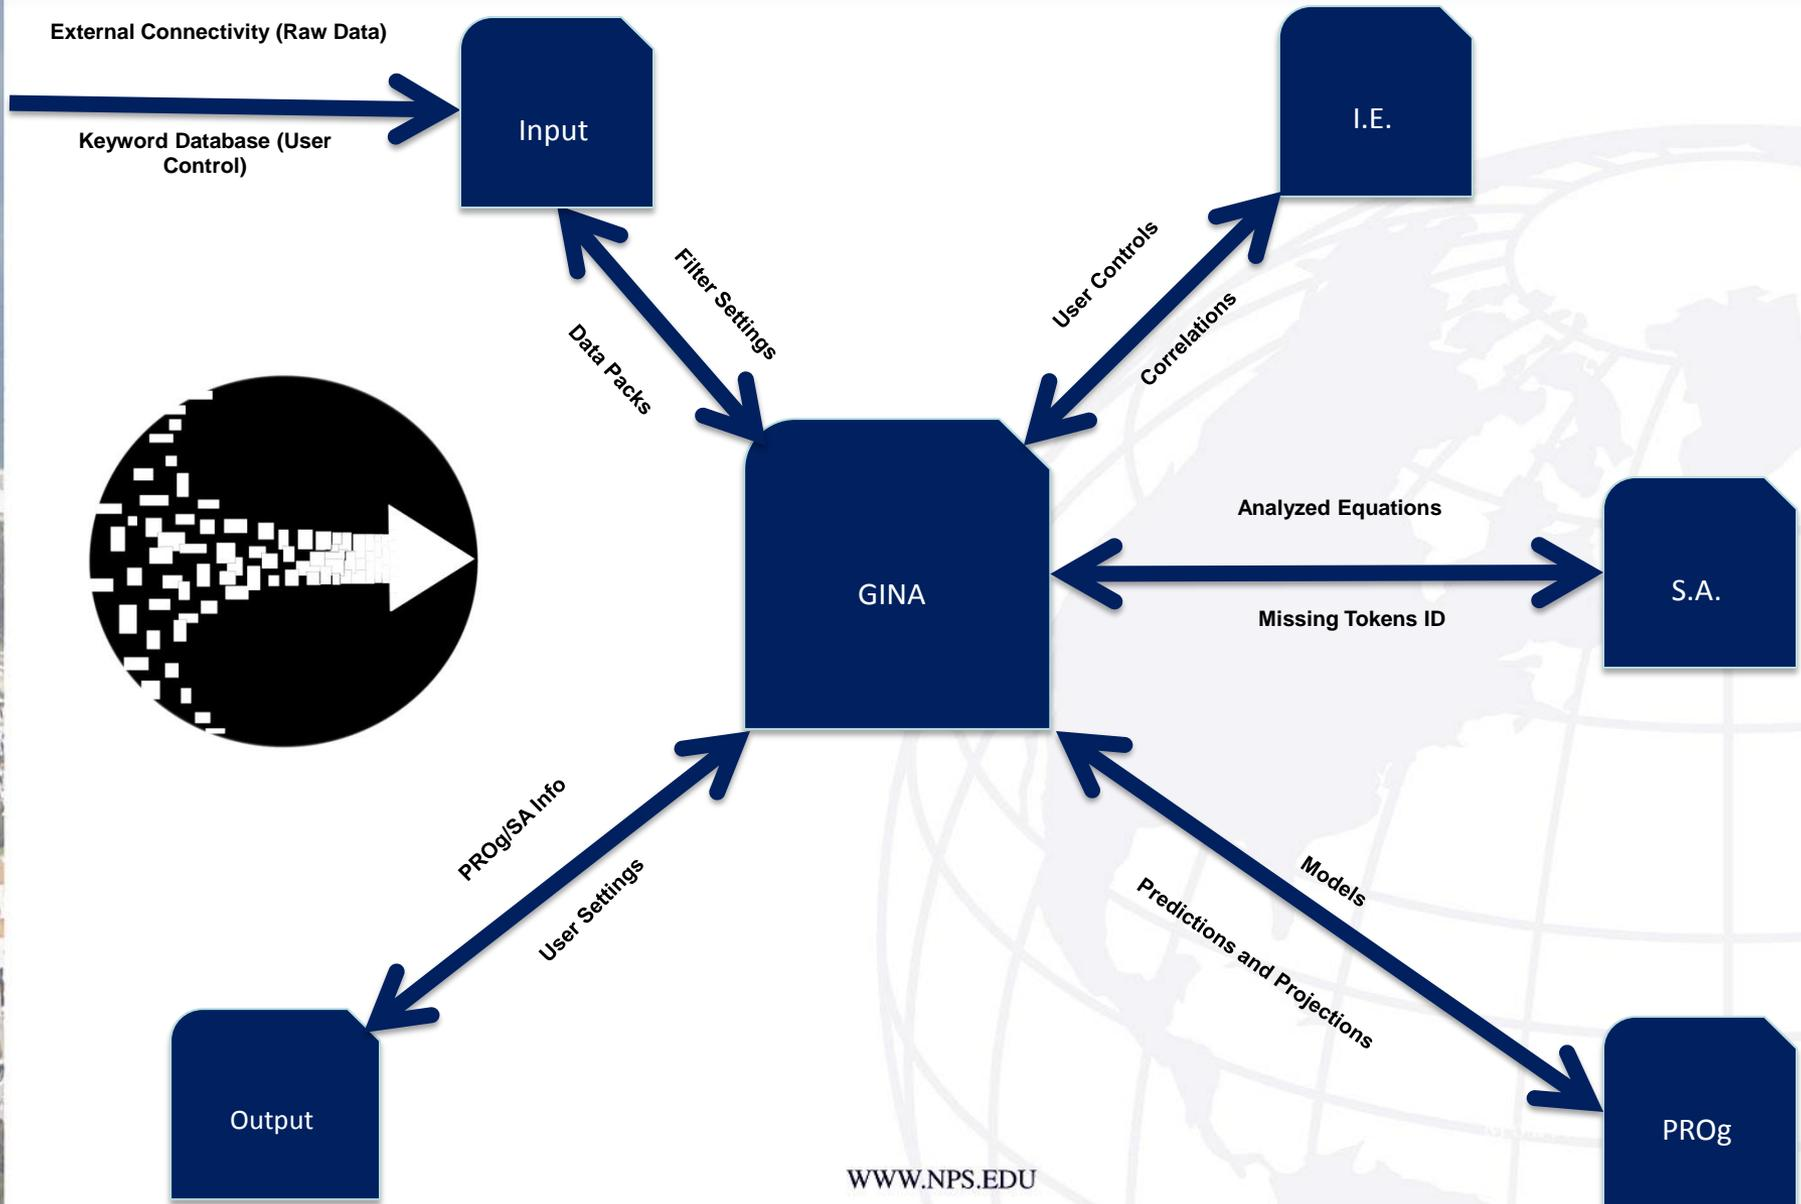 External Connectivity (Raw Data)
Keyword Database (User
Control)
Input
I.E.
Filter Settings
Data Packs
User Controls
Correlations
GINA
Analyzed Equations
Missing Tokens ID
S.A.
PROg/SA Info
User Settings
Models
Predictions and Projections
Output
PROg
WWW.NPS.EDU